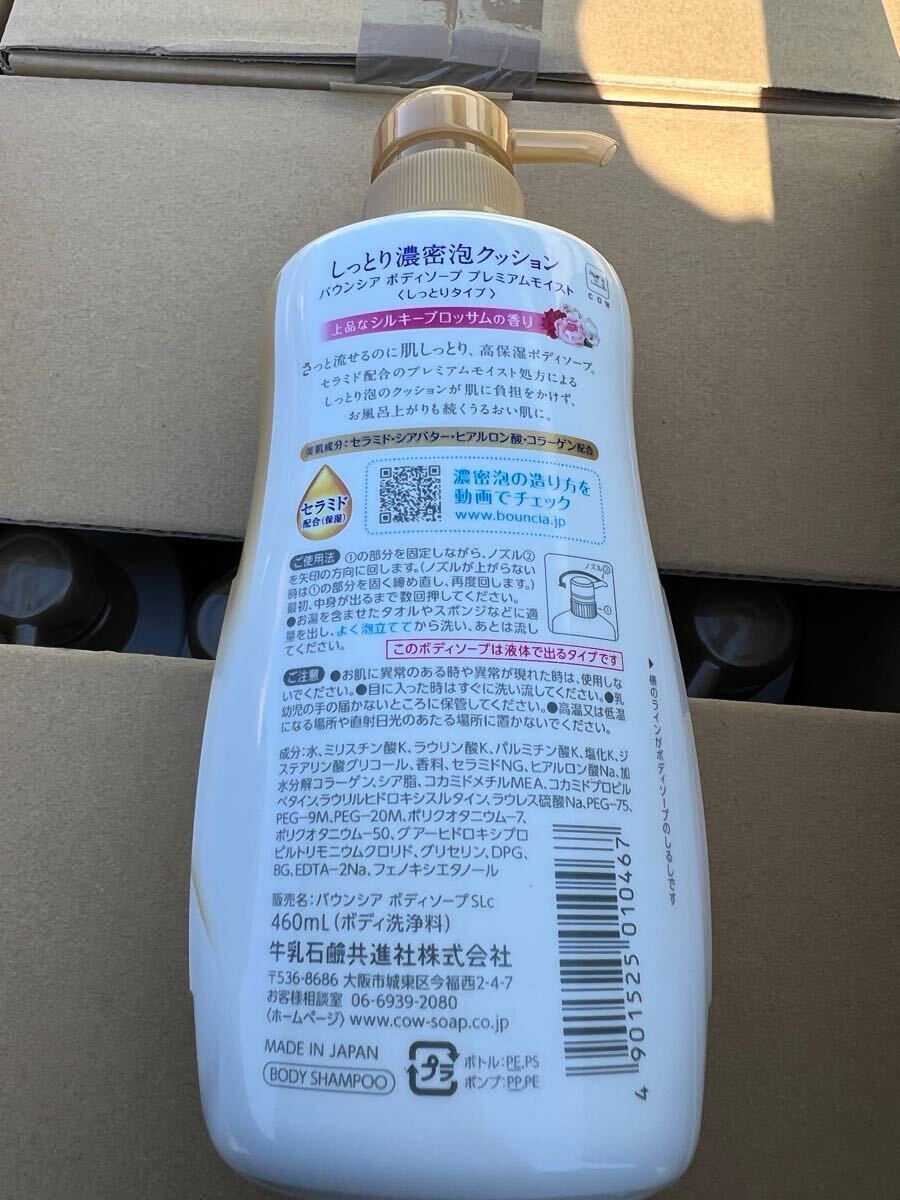 しっとり濃密泡クッション
バウンシア ボディソープ プレミアムモイスト
〈しっとりタイプ〉
COW
上品なシルキーブロッサムの香り
さっと流せるのに肌しっとり、高保湿ボディソープ。
セラミド配合のプレミアムモイスト処方による
しっとり泡のクッションが肌に負担をかけず、
お風呂上がりも続くうるおい肌に。
美肌成分：セラミド・シアバター・ヒアルロン酸・コラーゲン配合
セラミド
配合(保湿)
濃密泡の造り方を
動画でチェック
www.bouncia.jp
ご使用法 ①の部分を固定しながら、ノズル②
を矢印の方向に回します。(ノズルが上がらない
時は①の部分を固く締め直し、再度回します。)
最初、中身が出るまで数回押してください。
●お湯を含ませたタオルやスポンジなどに適
量を出し、よく泡立ててから洗い、あとは流し
てください。
ノズル②
①
このボディソープは液体で出るタイプです
ご注意 ●お肌に異常のある時や異常が現れた時は、使用しな
いでください。●目に入った時はすぐに洗い流してください。●乳
幼児の手の届かないところに保管してください。●高温又は低温
になる場所や直射日光のあたる場所に置かないでください。
成分：水、ミリスチン酸K、ラウリン酸K、パルミチン酸K、塩化K、ジ
ステアリン酸グリコール、香料、セラミドNG、ヒアルロン酸Na、加
水分解コラーゲン、シア脂、コカミドメチルMEA、コカミドプロピル
ベタイン、ラウリルヒドロキシスルタイン、ラウレス硫酸Na、PEG-75、
PEG-9M、PEG-20M、ポリクオタニウム-7、
ポリクオタニウム-50、グアーヒドロキシプロ
ピルトリモニウムクロリド、グリセリン、DPG、
BG、EDTA-2Na、フェノキシエタノール
▶横のラインがボディソープのしるしです
販売名：バウンシア ボディソープSLc
460mL(ボディ洗浄料)
牛乳石鹼共進社株式会社
〒536-8686 大阪市城東区今福西2-4-7
お客様相談室 06-6939-2080
〈ホームページ〉www.cow-soap.co.jp
MADE IN JAPAN
BODY SHAMPOO
プラ
ボトル：PE,PS
ポンプ：PP,PE
4 901525 010467